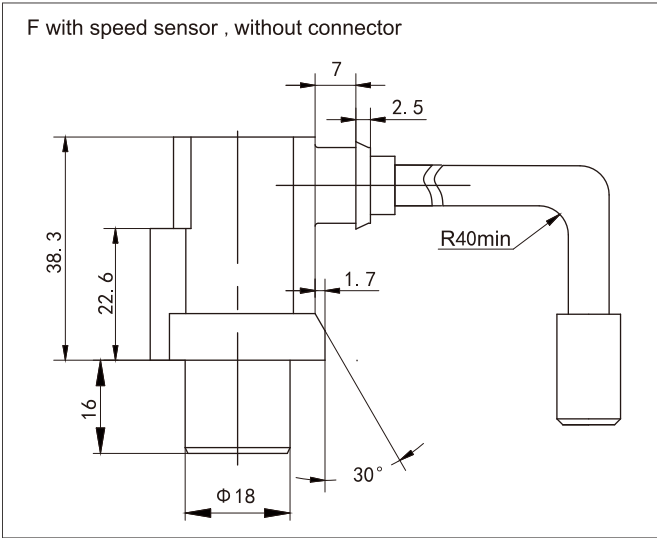 F with speed sensor , without connector
7
2.5
38.3
22.6
R40min
1.7
16
30°
Φ18